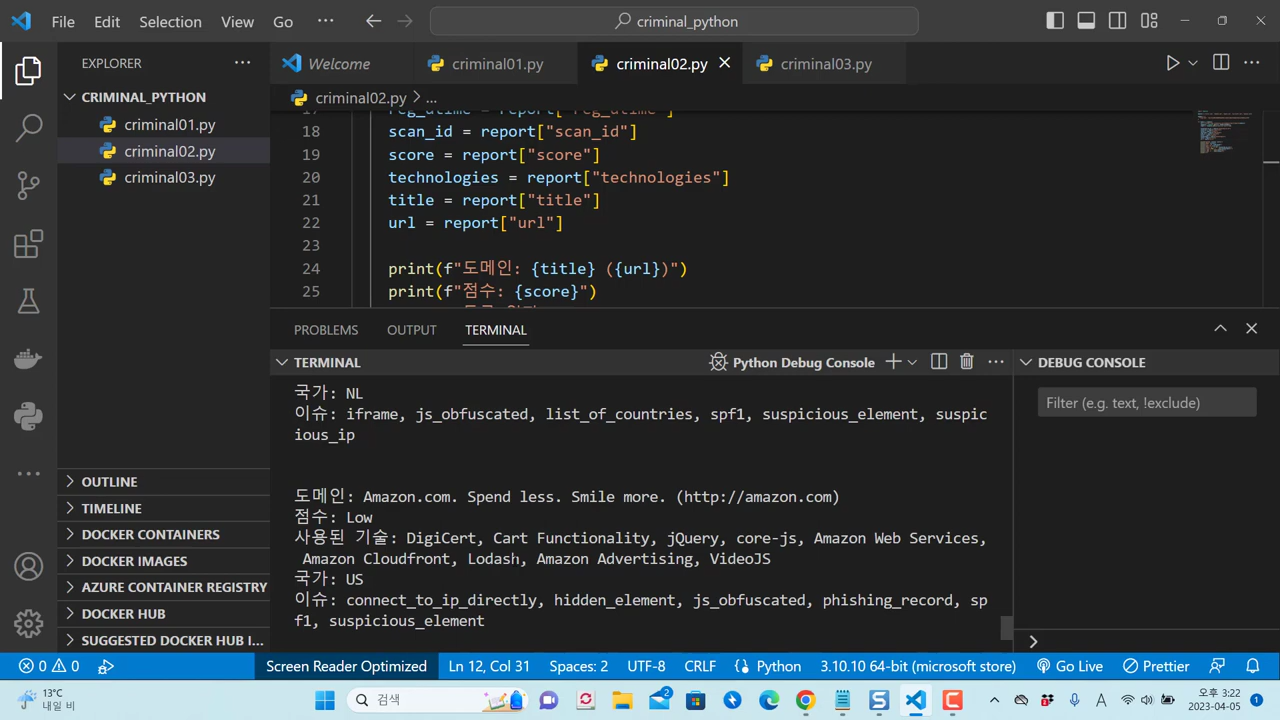 File Edit Selection View Go ··· criminal_python
EXPLORER ···
CRIMINAL_PYTHON
criminal01.py
criminal02.py
criminal03.py
OUTLINE
TIMELINE
DOCKER CONTAINERS
DOCKER IMAGES
AZURE CONTAINER REGISTRY
DOCKER HUB
SUGGESTED DOCKER HUB I...
Welcome criminal01.py criminal02.py criminal03.py
criminal02.py > ...
17 reg_dtime = report["reg_dtime"]
18 scan_id = report["scan_id"]
19 score = report["score"]
20 technologies = report["technologies"]
21 title = report["title"]
22 url = report["url"]
23
24 print(f"도메인: {title} ({url})")
25 print(f"점수: {score}")
PROBLEMS OUTPUT TERMINAL
TERMINAL Python Debug Console
국가: NL
이슈: iframe, js_obfuscated, list_of_countries, spf1, suspicious_element, suspic
ious_ip
도메인: Amazon.com. Spend less. Smile more. (http://amazon.com)
점수: Low
사용된 기술: DigiCert, Cart Functionality, jQuery, core-js, Amazon Web Services,
Amazon Cloudfront, Lodash, Amazon Advertising, VideoJS
국가: US
이슈: connect_to_ip_directly, hidden_element, js_obfuscated, phishing_record, sp
f1, suspicious_element
DEBUG CONSOLE
Filter (e.g. text, !exclude)
0 0 Screen Reader Optimized Ln 12, Col 31 Spaces: 2 UTF-8 CRLF Python 3.10.10 64-bit (microsoft store) Go Live Prettier
13°C
내일 비
검색
2
A
오후 3:22
2023-04-05
1